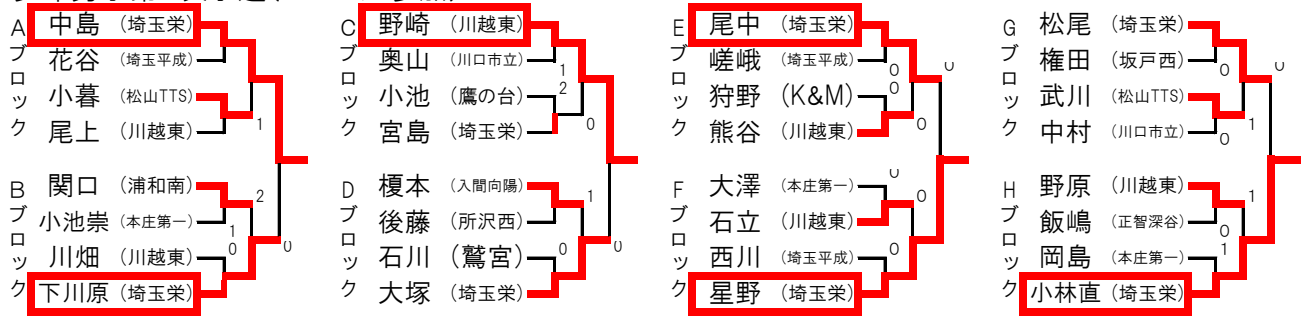 Aブロック
中島 (埼玉栄)
花谷 (埼玉平成)
小暮 (松山TTS)
尾上 (川越東)
1
Bブロック
関口 (浦和南)
小池崇 (本庄第一)
川畑 (川越東)
下川原 (埼玉栄)
2
1
0
0
Cブロック
野崎 (川越東)
奥山 (川口市立)
小池 (鷹の台)
宮島 (埼玉栄)
1
2
0
Dブロック
榎本 (入間向陽)
後藤 (所沢西)
石川 (鷲宮)
大塚 (埼玉栄)
1
0
0
Eブロック
尾中 (埼玉栄)
嵯峨 (埼玉平成)
狩野 (K&M)
熊谷 (川越東)
0
0
0
0
Fブロック
大澤 (本庄第一)
石立 (川越東)
西川 (埼玉平成)
星野 (埼玉栄)
0
0
0
0
Gブロック
松尾 (埼玉栄)
権田 (坂戸西)
武川 (松山TTS)
中村 (川口市立)
0
0
1
0
Hブロック
野原 (川越東)
飯嶋 (正智深谷)
岡島 (本庄第一)
小林直 (埼玉栄)
1
0
1